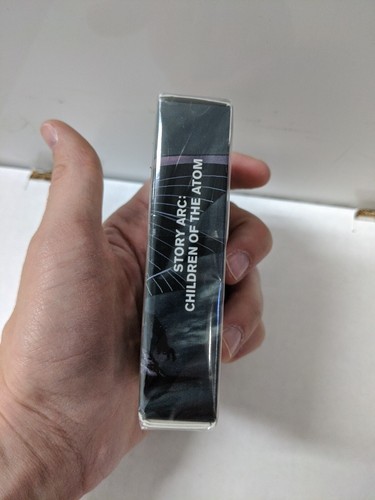 STORY ARC:
CHILDREN OF THE ATOM